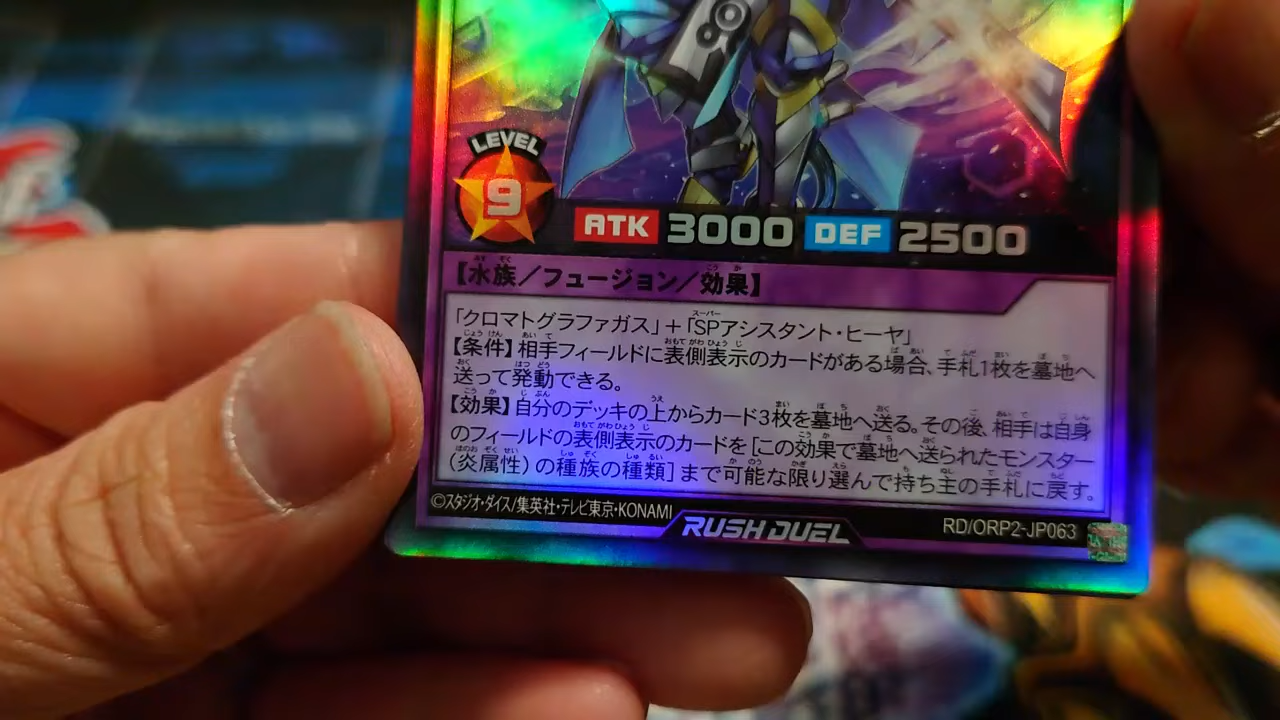 LEVEL
9
ATK 3000 DEF 2500
【水族／フュージョン／効果】
「クロマトグラファガス」+「SPアシスタント・ヒーヤ」
【条件】相手フィールドに表側表示のカードがある場合、手札1枚を墓地へ
送って発動できる。
【効果】自分のデッキの上からカード3枚を墓地へ送る。その後、相手は自身
のフィールドの表側表示のカードを[この効果で墓地へ送られたモンスター
(炎属性)の種族の種類]まで可能な限り選んで持ち主の手札に戻す。
©スタジオ・ダイス/集英社・テレビ東京・KONAMI
RUSH DUEL
RD/ORP2-JP063